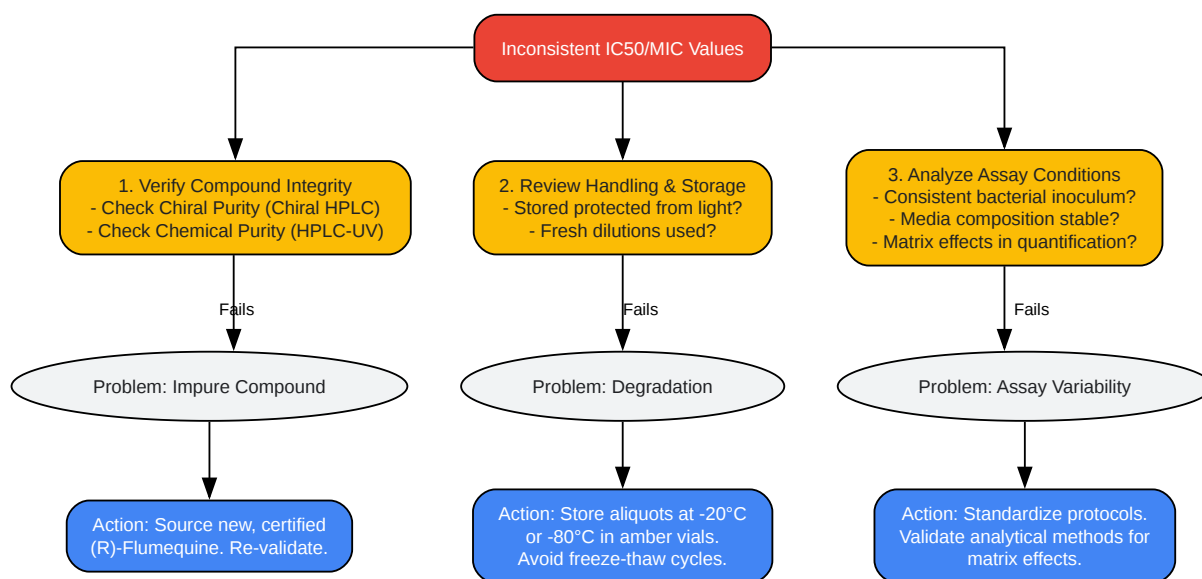 Inconsistent IC50/MIC Values
1. Verify Compound Integrity
- Check Chiral Purity (Chiral HPLC)
- Check Chemical Purity (HPLC-UV)
2. Review Handling & Storage
- Stored protected from light?
- Fresh dilutions used?
3. Analyze Assay Conditions
- Consistent bacterial inoculum?
- Media composition stable?
- Matrix effects in quantification?
Fails
Fails
Fails
Problem: Impure Compound
Problem: Degradation
Problem: Assay Variability
Action: Source new, certified
(R)-Flumequine. Re-validate.
Action: Store aliquots at -20°C
or -80°C in amber vials.
Avoid freeze-thaw cycles.
Action: Standardize protocols.
Validate analytical methods for
matrix effects.